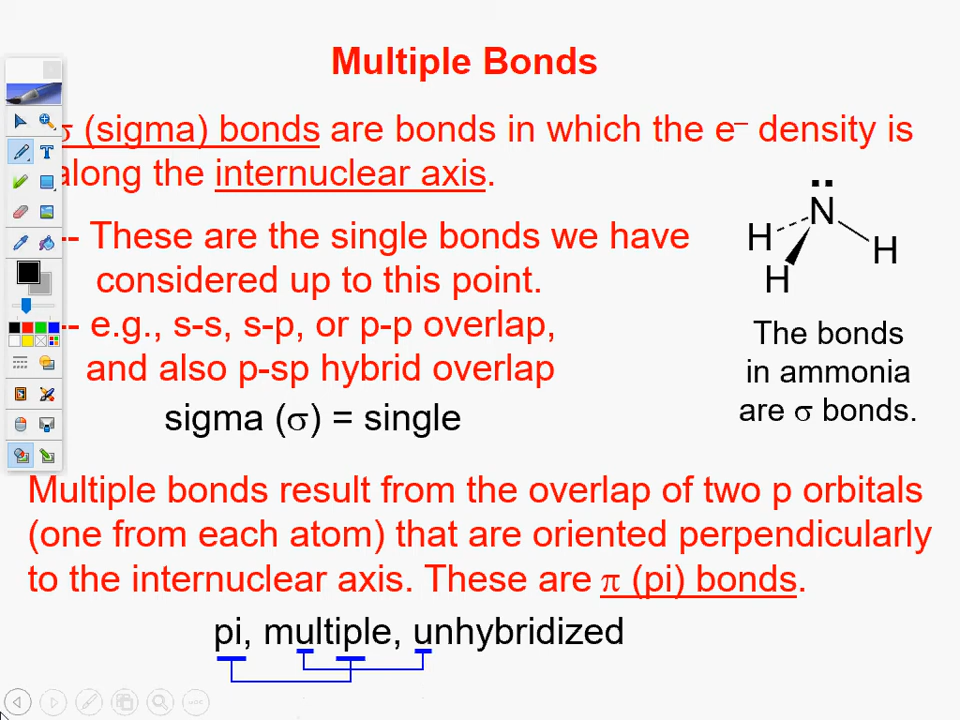 Multiple Bonds
σ (sigma) bonds are bonds in which the e– density is
along the internuclear axis.
-- These are the single bonds we have
considered up to this point.
-- e.g., s-s, s-p, or p-p overlap,
and also p-sp hybrid overlap
sigma (σ) = single
N
H
H
H
The bonds
in ammonia
are σ bonds.
Multiple bonds result from the overlap of two p orbitals
(one from each atom) that are oriented perpendicularly
to the internuclear axis. These are π (pi) bonds.
pi, multiple, unhybridized